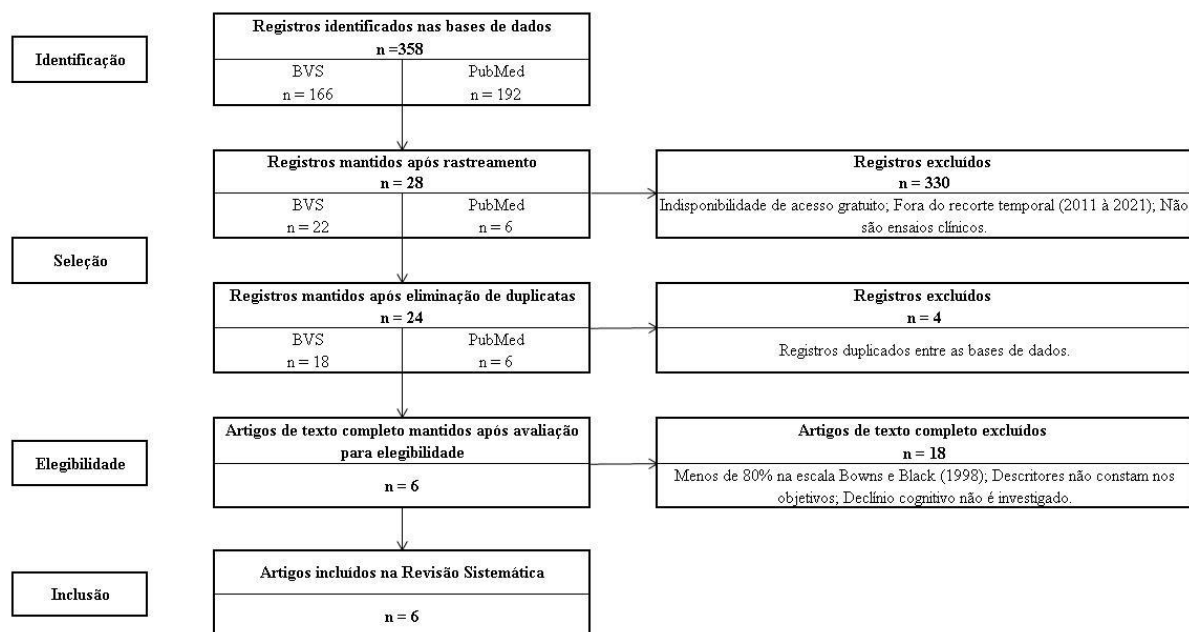 Identificação
Registros identificados nas bases de dados
n =358
BVS
n = 166
PubMed
n = 192
Seleção
Registros mantidos após rastreamento
n = 28
BVS
n = 22
PubMed
n = 6
Registros excluídos
n = 330
Indisponibilidade de acesso gratuito; Fora do recorte temporal (2011 à 2021); Não
são ensaios clínicos.
Registros mantidos após eliminação de duplicatas
n = 24
BVS
n = 18
PubMed
n = 6
Registros excluídos
n = 4
Registros duplicados entre as bases de dados.
Elegibilidade
Artigos de texto completo mantidos após avaliação
para elegibilidade
n = 6
Artigos de texto completo excluídos
n = 18
Menos de 80% na escala Bowns e Black (1998); Descritores não constam nos
objetivos; Declínio cognitivo não é investigado.
Inclusão
Artigos incluídos na Revisão Sistemática
n = 6